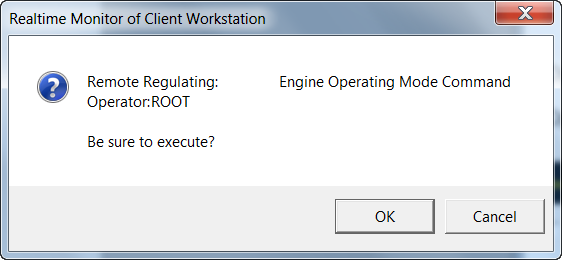 Realtime Monitor of Client Workstation
Remote Regulating: Engine Operating Mode Command
Operator:ROOT
Be sure to execute?
OK Cancel